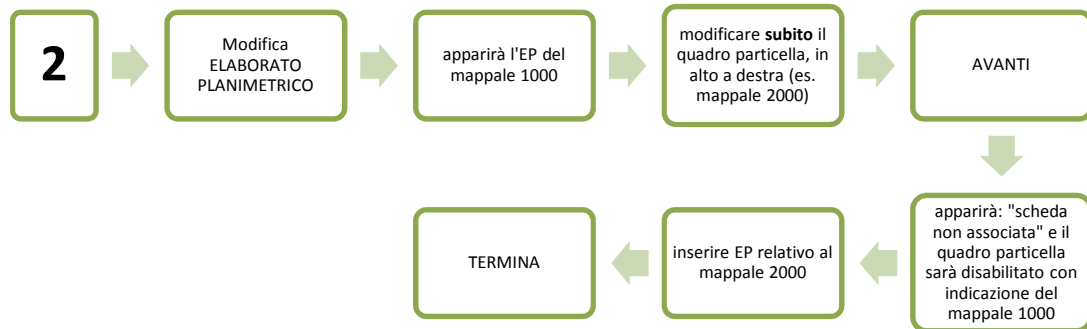 2
Modifica
ELABORATO
PLANIMETRICO
apparirà l'EP del
mappale 1000
modificare subito il
quadro particella, in
alto a destra (es.
mappale 2000)
AVANTI
apparirà: "scheda
non associata" e il
quadro particella
sarà disabilitato con
indicazione del
mappale 1000
inserire EP relativo al
mappale 2000
TERMINA